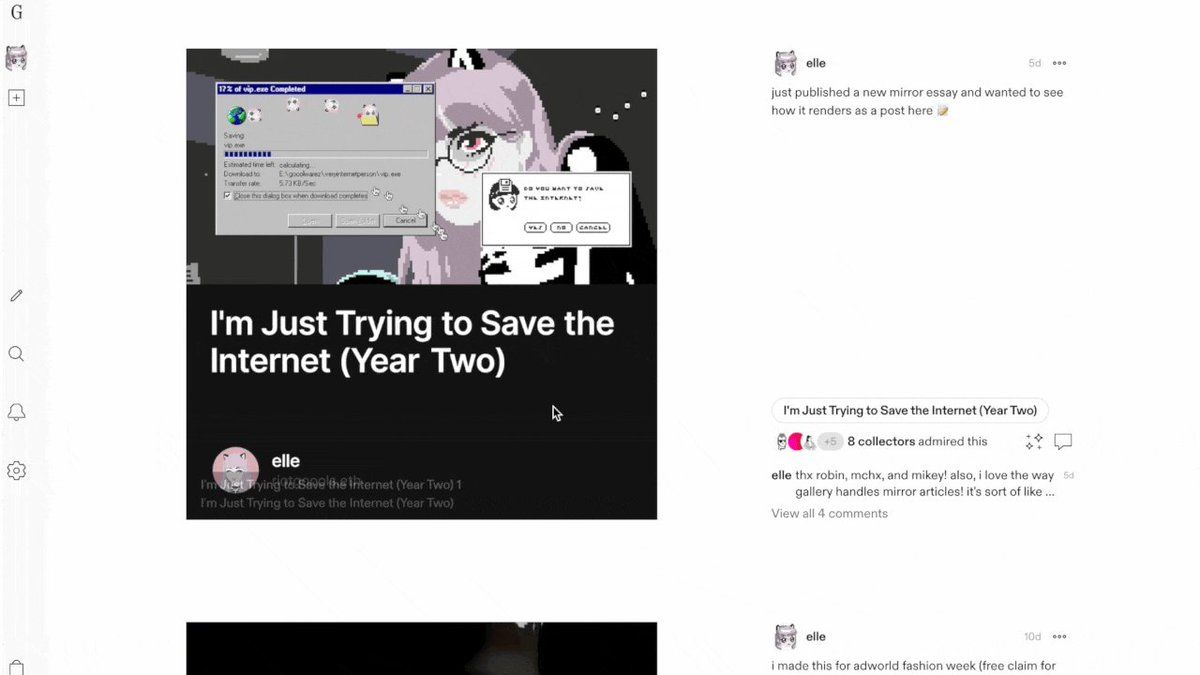 G
17% of vip.exe Completed
Saving:
vip.exe
Estimated time left: calculating...
Download to: E:\gocolwarez\veryinternetperson\vip.exe
Transfer rate: 5.73 KB/Sec
Close this dialog box when download completes
Cancel
DO YOU WANT TO SAVE
THE INTERNET?
YES NO CANCEL
I'm Just Trying to Save the
Internet (Year Two)
elle
I'm Just Trying to Save the Internet (Year Two) 1
I'm Just Trying to Save the Internet (Year Two)
elle 5d
just published a new mirror essay and wanted to see
how it renders as a post here 📝
I'm Just Trying to Save the Internet (Year Two)
+5 8 collectors admired this
elle thx robin, mchx, and mikey! also, i love the way 5d
gallery handles mirror articles! it's sort of like ...
View all 4 comments
elle 10d
i made this for adworld fashion week (free claim for